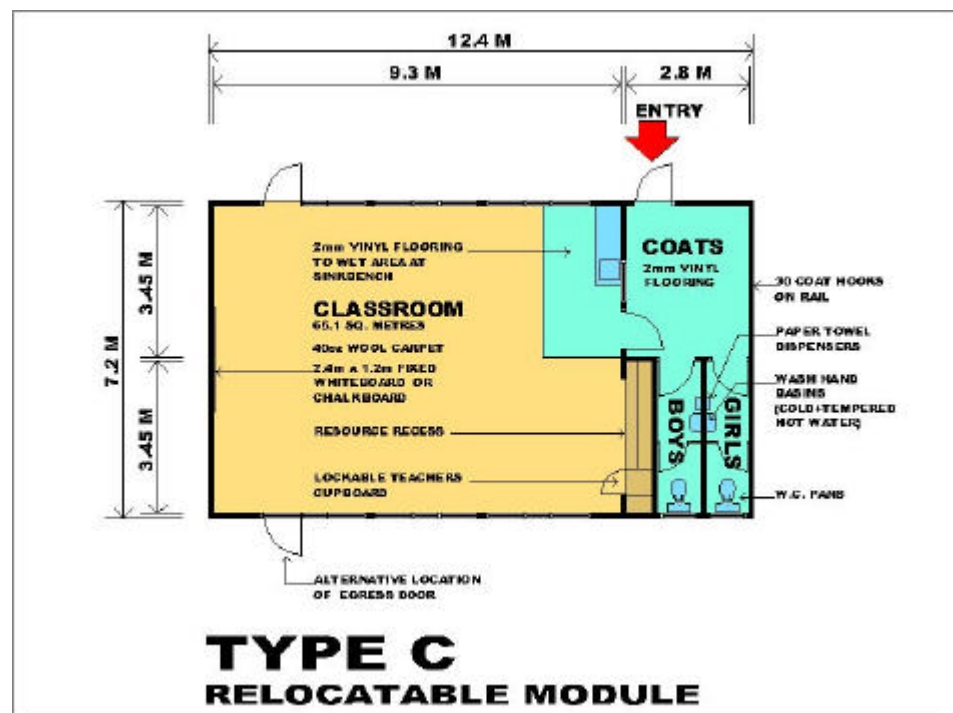 12.4 M
9.3 M
2.8 M
ENTRY
7.2 M
3.45 M
3.45 M
2mm VINYL FLOORING
TO WET AREA AT
SINKBENCH
COATS
2mm VINYL
FLOORING
CLASSROOM
65.1 SQ. METRES
40oz WOOL CARPET
2.4m x 1.2m FIXED
WHITEBOARD OR
CHALKBOARD
RESOURCE RECESS
LOCKABLE TEACHERS
CUPBOARD
BOYS
GIRLS
30 COAT HOOKS
ON RAIL
PAPER TOWEL
DISPENSERS
WASH HAND
BASINS
(COLD+TEMPERED
HOT WATER)
W.C. PANS
ALTERNATIVE LOCATION
OF EGRESS DOOR
TYPE C
RELOCATABLE MODULE